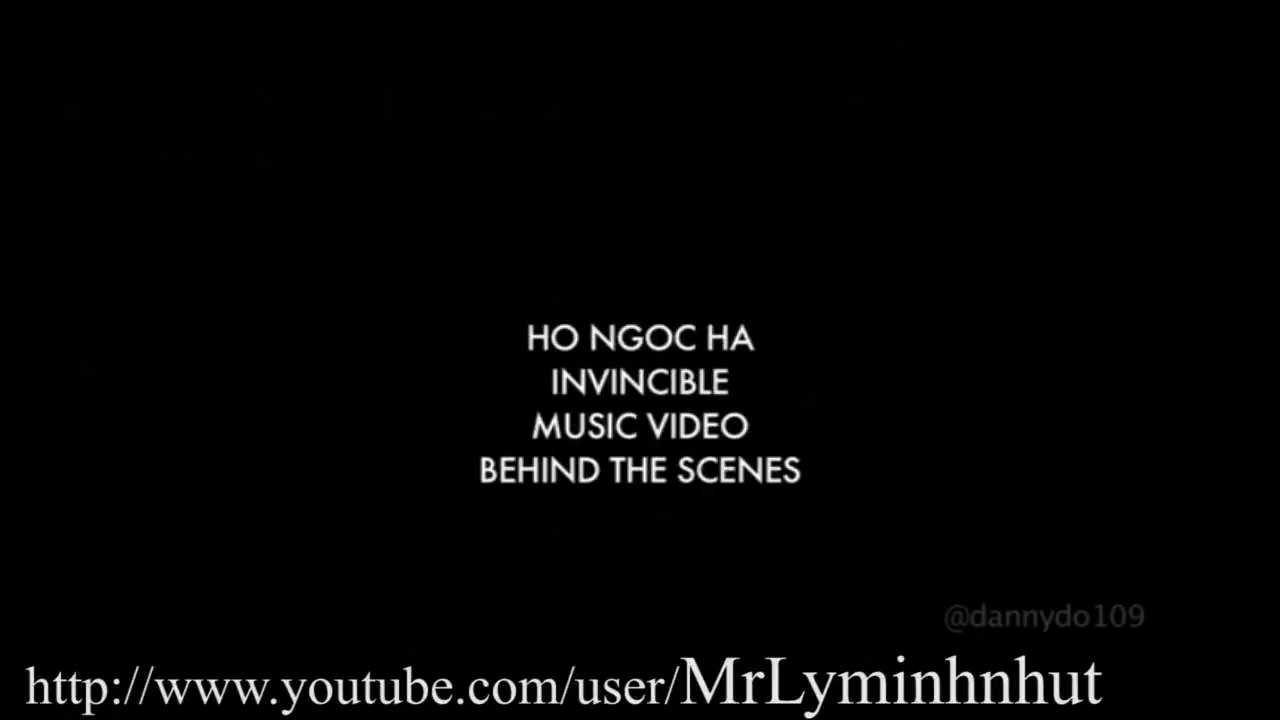 HO NGOC HA
INVINCIBLE
MUSIC VIDEO
BEHIND THE SCENES
@dannydo109
http://www.youtube.com/user/MrLyminhnhut